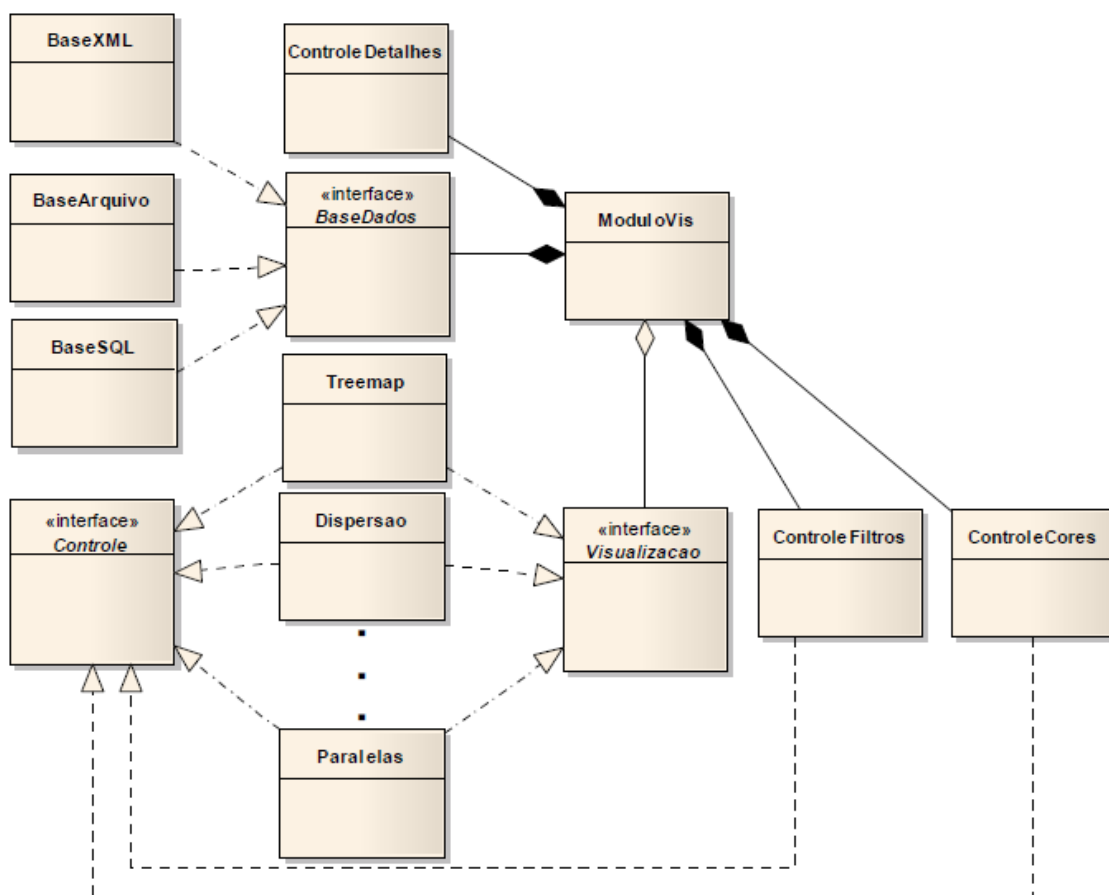 BaseXML
ControleDetalhes
BaseArquivo
«interface»
BaseDados
ModuloVis
BaseSQL
Treemap
«interface»
Controle
Dispersao
«interface»
Visualizacao
ControleFiltros
ControleCores
Paralelas